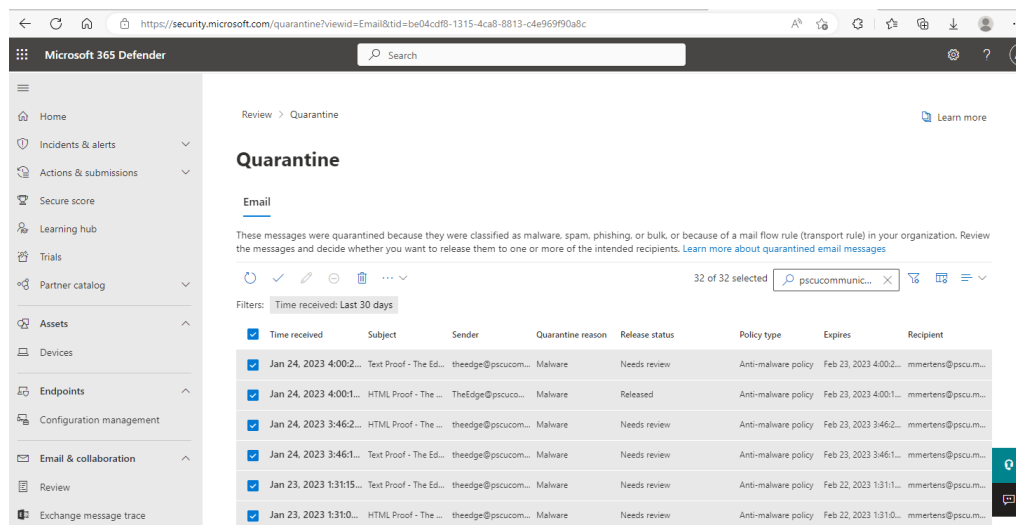 https://security.microsoft.com/quarantine?viewid=Email&tid=be04cdf8-1315-4ca8-8813-c4e969f90a8c
Microsoft 365 Defender
Search
Home
Incidents & alerts
Actions & submissions
Secure score
Learning hub
Trials
Partner catalog
Assets
Devices
Endpoints
Configuration management
Email & collaboration
Review
Exchange message trace
Review > Quarantine
Learn more
Quarantine
Email
These messages were quarantined because they were classified as malware, spam, phishing, or bulk, or because of a mail flow rule (transport rule) in your organization. Review
the messages and decide whether you want to release them to one or more of the intended recipients. Learn more about quarantined email messages
32 of 32 selected pscucommunic...
Filters: Time received: Last 30 days
Time received Subject Sender Quarantine reason Release status Policy type Expires Recipient
Jan 24, 2023 4:00:2... Text Proof - The Ed... theedge@pscucom... Malware Needs review Anti-malware policy Feb 23, 2023 4:00:2... mmertens@pscu.m...
Jan 24, 2023 4:00:1... HTML Proof - The ... TheEdge@pscuco... Malware Released Anti-malware policy Feb 23, 2023 4:00:1... mmertens@pscu.m...
Jan 24, 2023 3:46:2... HTML Proof - The ... theedge@pscucom... Malware Needs review Anti-malware policy Feb 23, 2023 3:46:2... mmertens@pscu.m...
Jan 24, 2023 3:46:1... Text Proof - The Ed... theedge@pscucom... Malware Needs review Anti-malware policy Feb 23, 2023 3:46:1... mmertens@pscu.m...
Jan 23, 2023 1:31:15... Text Proof - The Ed... theedge@pscucom... Malware Needs review Anti-malware policy Feb 22, 2023 1:31:1... mmertens@pscu.m...
Jan 23, 2023 1:31:0... HTML Proof - The ... theedge@pscucom... Malware Needs review Anti-malware policy Feb 22, 2023 1:31:0... mmertens@pscu.m...